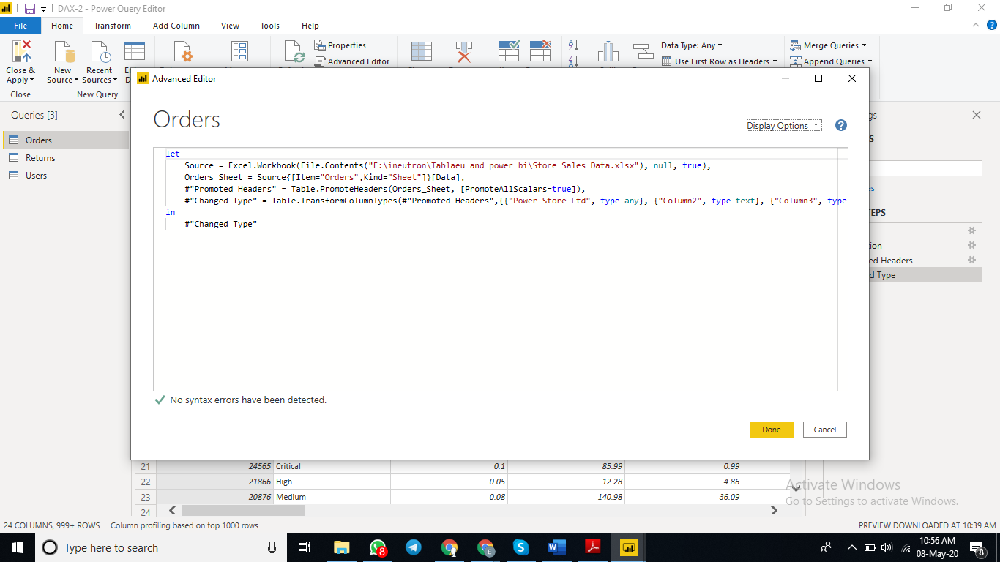 DAX-2 - Power Query Editor
File Home Transform Add Column View Tools Help
Close & Apply
New Source
Recent Sources
Properties
Advanced Editor
Data Type: Any
Use First Row as Headers
Merge Queries
Append Queries
Close
New Query
Queries [3]
Orders
Returns
Users
Advanced Editor
Orders
Display Options
let
Source = Excel.Workbook(File.Contents("F:\ineutron\Tablaeu and power bi\Store Sales Data.xlsx"), null, true),
Orders_Sheet = Source{[Item="Orders",Kind="Sheet"]}[Data],
#"Promoted Headers" = Table.PromoteHeaders(Orders_Sheet, [PromoteAllScalars=true]),
#"Changed Type" = Table.TransformColumnTypes(#"Promoted Headers",{{"Power Store Ltd", type any}, {"Column2", type text}, {"Column3", type
in
#"Changed Type"
No syntax errors have been detected.
Done Cancel
gs
S
es
TEPS
ion
ed Headers
d Type
21 24565 Critical 0.1 85.99 0.99
22 21866 High 0.05 12.28 4.86
23 20876 Medium 0.08 140.98 36.09
24
Activate Windows
Go to Settings to activate Windows.
24 COLUMNS, 999+ ROWS Column profiling based on top 1000 rows
PREVIEW DOWNLOADED AT 10:39 AM
Type here to search
8
10:56 AM
08-May-20
8